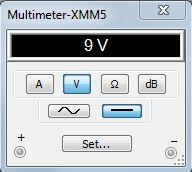 Multimeter-XMM5
9 V
A V Ω dB
Set...
+ −